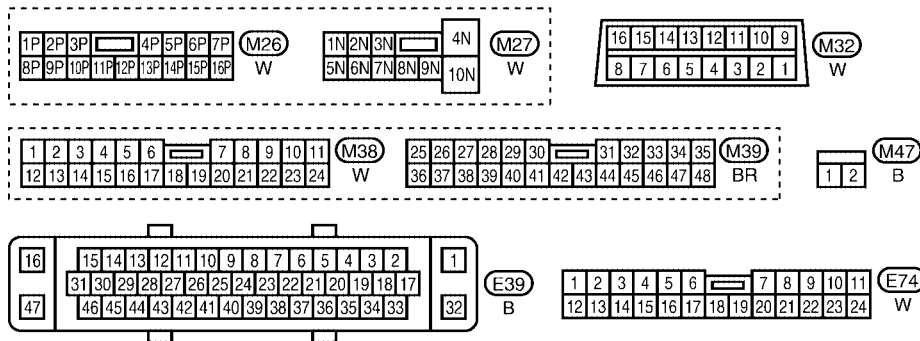 1P 2P 3P 4P 5P 6P 7P M26
8P 9P 10P 11P 12P 13P 14P 15P 16P W
1N 2N 3N 4N M27
5N 6N 7N 8N 9N 10N W
16 15 14 13 12 11 10 9 M32
8 7 6 5 4 3 2 1 W
1 2 3 4 5 6 7 8 9 10 11 M38
12 13 14 15 16 17 18 19 20 21 22 23 24 W
25 26 27 28 29 30 31 32 33 34 35 M39
36 37 38 39 40 41 42 43 44 45 46 47 48 BR
M47
1 2 B
16 15 14 13 12 11 10 9 8 7 6 5 4 3 2 1
31 30 29 28 27 26 25 24 23 22 21 20 19 18 17 E39
47 46 45 44 43 42 41 40 39 38 37 36 35 34 33 32 B
1 2 3 4 5 6 7 8 9 10 11 E74
12 13 14 15 16 17 18 19 20 21 22 23 24 W